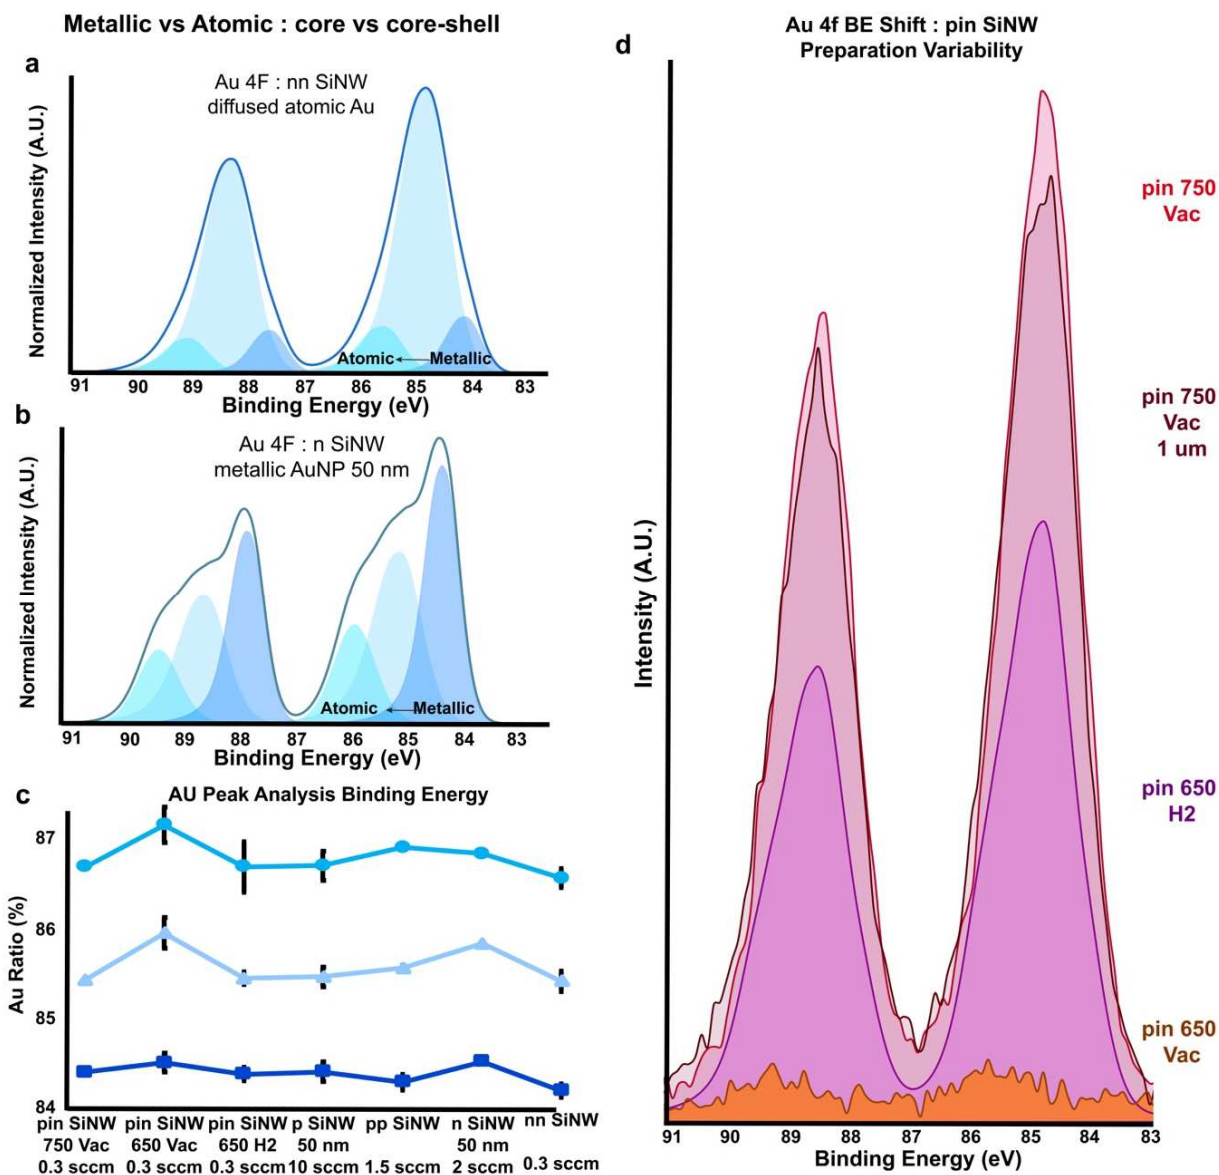 Metallic vs Atomic : core vs core-shell
a
Au 4F : nn SiNW
diffused atomic Au
Normalized Intensity (A.U.)
Atomic
Metallic
91 90 89 88 87 86 85 84 83
Binding Energy (eV)
b
Au 4F : n SiNW
metallic AuNP 50 nm
Normalized Intensity (A.U.)
Atomic
Metallic
91 90 89 88 87 86 85 84 83
Binding Energy (eV)
c
AU Peak Analysis Binding Energy
Au Ratio (%)
87
86
85
84
pin SiNW
750 Vac
0.3 sccm
pin SiNW
650 Vac
0.3 sccm
pin SiNW
650 H2
0.3 sccm
p SiNW
50 nm
10 sccm
pp SiNW
1.5 sccm
n SiNW
50 nm
2 sccm
nn SiNW
0.3 sccm
d
Au 4f BE Shift : pin SiNW
Preparation Variability
Intensity (A.U.)
pin 750
Vac
pin 750
Vac
1 um
pin 650
H2
pin 650
Vac
91 90 89 88 87 86 85 84 83
Binding Energy (eV)